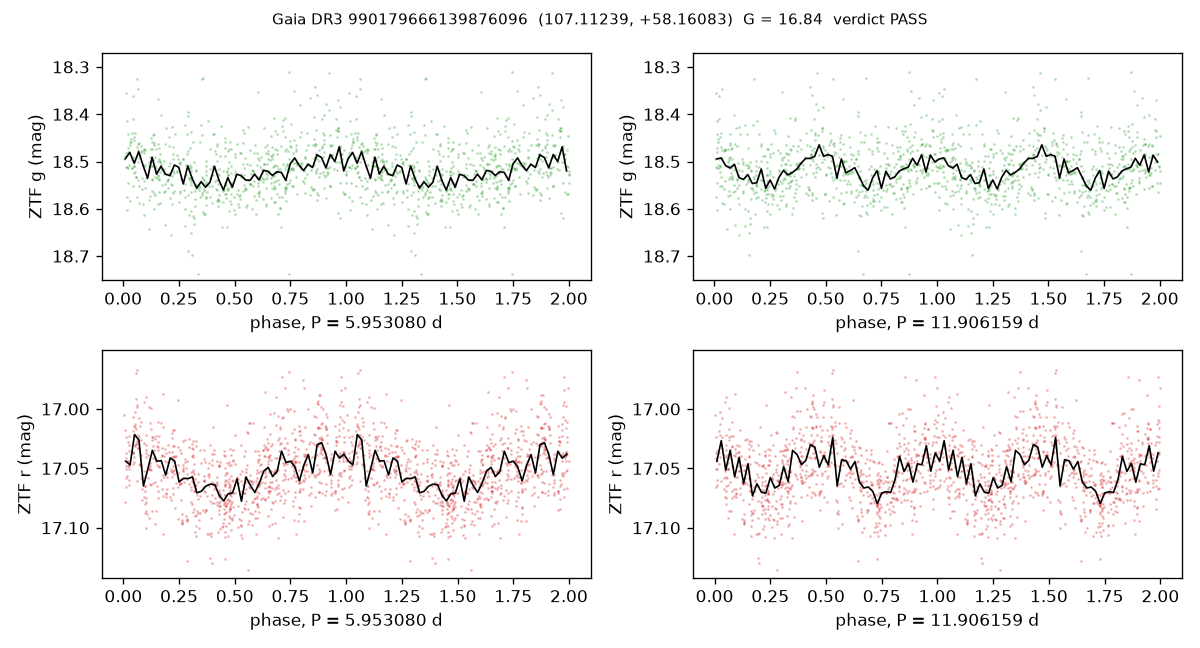 Gaia DR3 990179666139876096 (107.11239, +58.16083) G = 16.84 verdict PASS
ZTF g (mag)
18.3
18.4
18.5
18.6
18.7
0.00 0.25 0.50 0.75 1.00 1.25 1.50 1.75 2.00
phase, P = 5.953080 d
ZTF g (mag)
18.3
18.4
18.5
18.6
18.7
0.00 0.25 0.50 0.75 1.00 1.25 1.50 1.75 2.00
phase, P = 11.906159 d
ZTF r (mag)
17.00
17.05
17.10
0.00 0.25 0.50 0.75 1.00 1.25 1.50 1.75 2.00
phase, P = 5.953080 d
ZTF r (mag)
17.00
17.05
17.10
0.00 0.25 0.50 0.75 1.00 1.25 1.50 1.75 2.00
phase, P = 11.906159 d